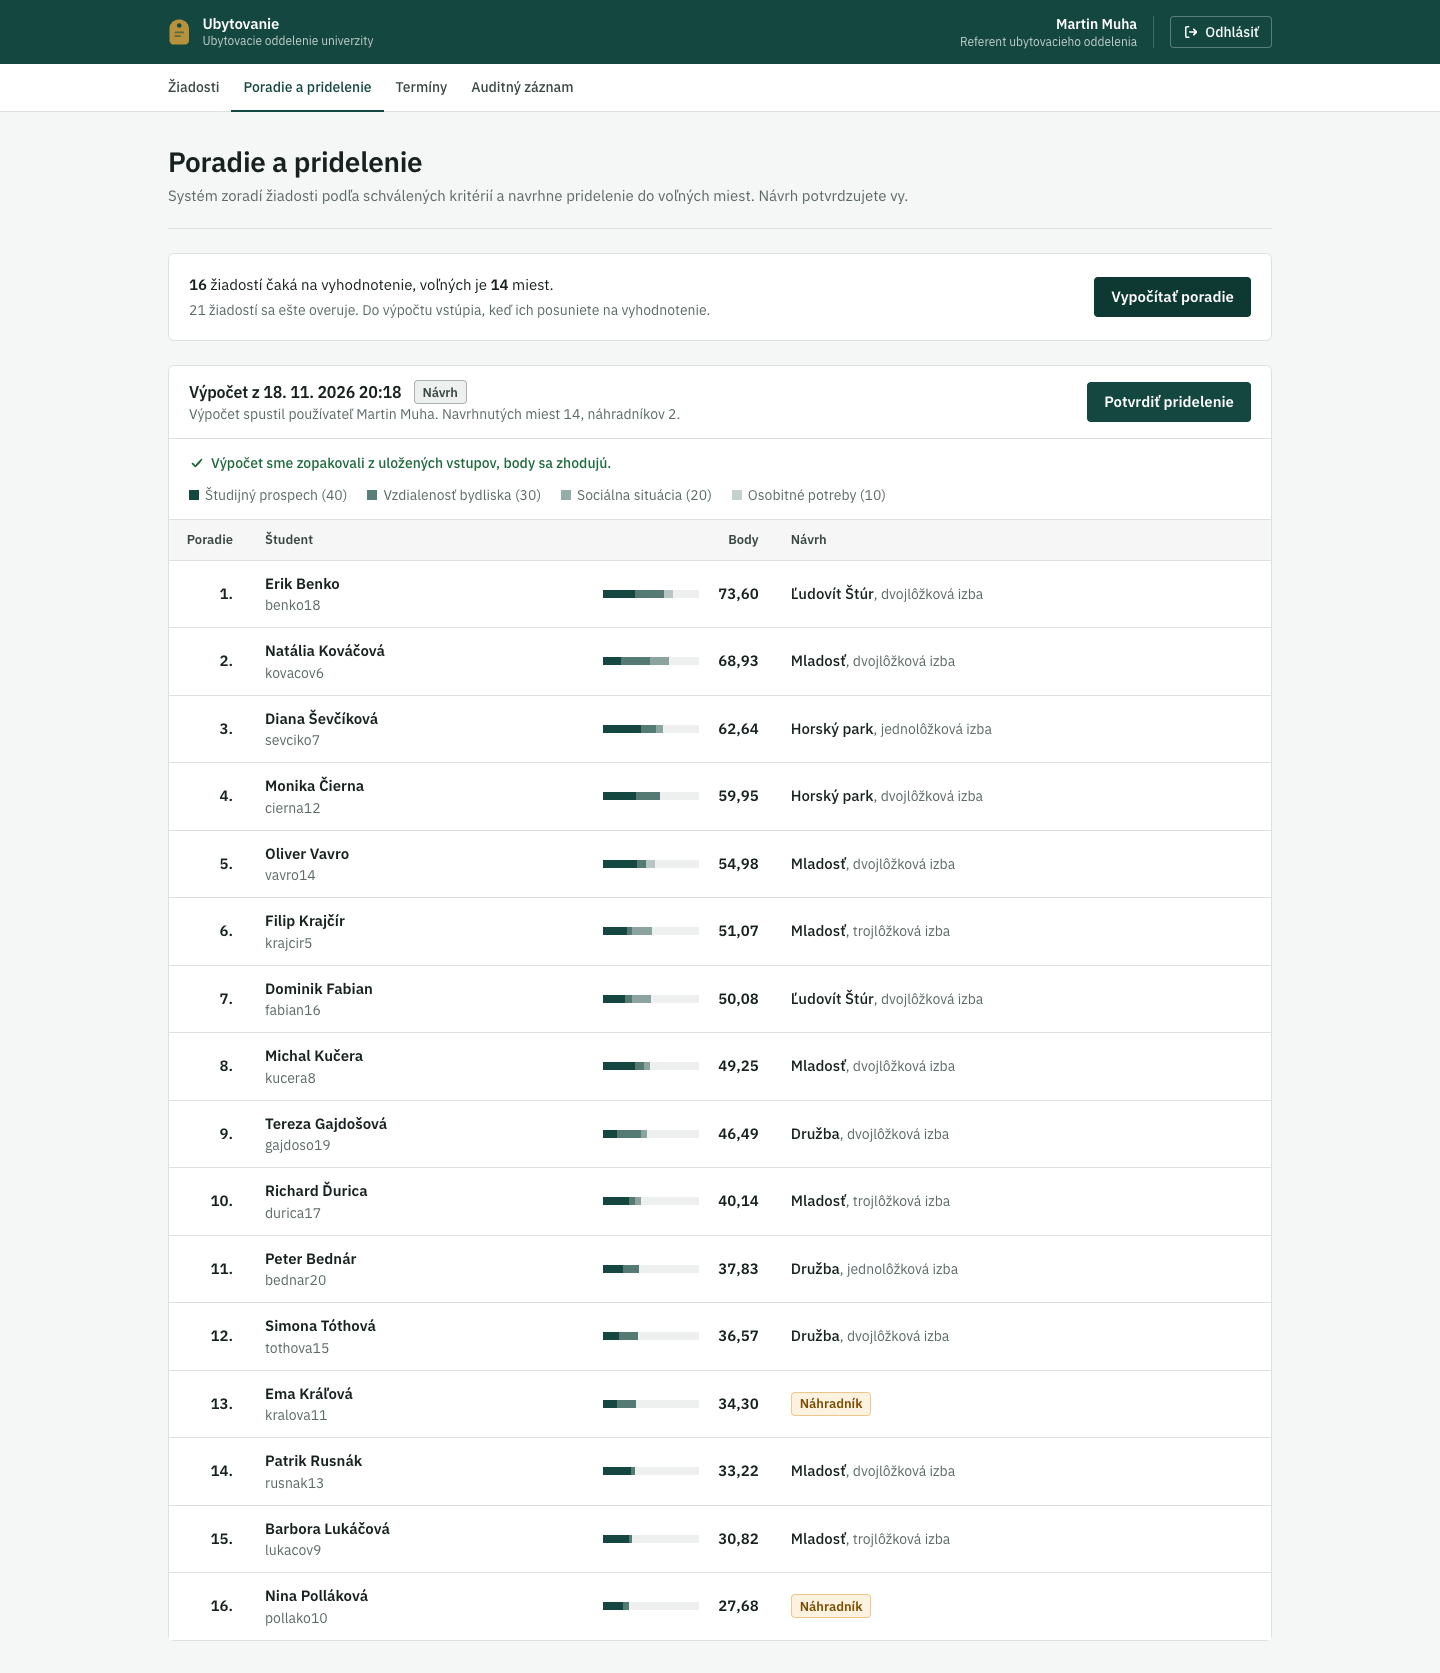 Ubytovanie
Ubytovacie oddelenie univerzity
Martin Muha
Referent ubytovacieho oddelenia
Odhlásiť
Žiadosti Poradie a pridelenie Termíny Auditný záznam
Poradie a pridelenie
Systém zoradí žiadosti podľa schválených kritérií a navrhne pridelenie do voľných miest. Návrh potvrdzujete vy.
16 žiadostí čaká na vyhodnotenie, voľných je 14 miest.
21 žiadostí sa ešte overuje. Do výpočtu vstúpia, keď ich posuniete na vyhodnotenie.
Vypočítať poradie
Výpočet z 18. 11. 2026 20:18 Návrh
Výpočet spustil používateľ Martin Muha. Navrhnutých miest 14, náhradníkov 2.
Potvrdiť pridelenie
Výpočet sme zopakovali z uložených vstupov, body sa zhodujú.
Študijný prospech (40) Vzdialenosť bydliska (30) Sociálna situácia (20) Osobitné potreby (10)
Poradie Študent Body Návrh
1. Erik Benko 73,60 Ľudovít Štúr, dvojlôžková izba
benko18
2. Natália Kováčová 68,93 Mladosť, dvojlôžková izba
kovacov6
3. Diana Ševčíková 62,64 Horský park, jednolôžková izba
sevciko7
4. Monika Čierna 59,95 Horský park, dvojlôžková izba
cierna12
5. Oliver Vavro 54,98 Mladosť, dvojlôžková izba
vavro14
6. Filip Krajčír 51,07 Mladosť, trojlôžková izba
krajcir5
7. Dominik Fabian 50,08 Ľudovít Štúr, dvojlôžková izba
fabian16
8. Michal Kučera 49,25 Mladosť, dvojlôžková izba
kucera8
9. Tereza Gajdošová 46,49 Družba, dvojlôžková izba
gajdoso19
10. Richard Ďurica 40,14 Mladosť, trojlôžková izba
durica17
11. Peter Bednár 37,83 Družba, jednolôžková izba
bednar20
12. Simona Tóthová 36,57 Družba, dvojlôžková izba
tothova15
13. Ema Kráľová 34,30 Náhradník
kralova11
14. Patrik Rusnák 33,22 Mladosť, dvojlôžková izba
rusnak13
15. Barbora Lukáčová 30,82 Mladosť, trojlôžková izba
lukacov9
16. Nina Polláková 27,68 Náhradník
pollako10